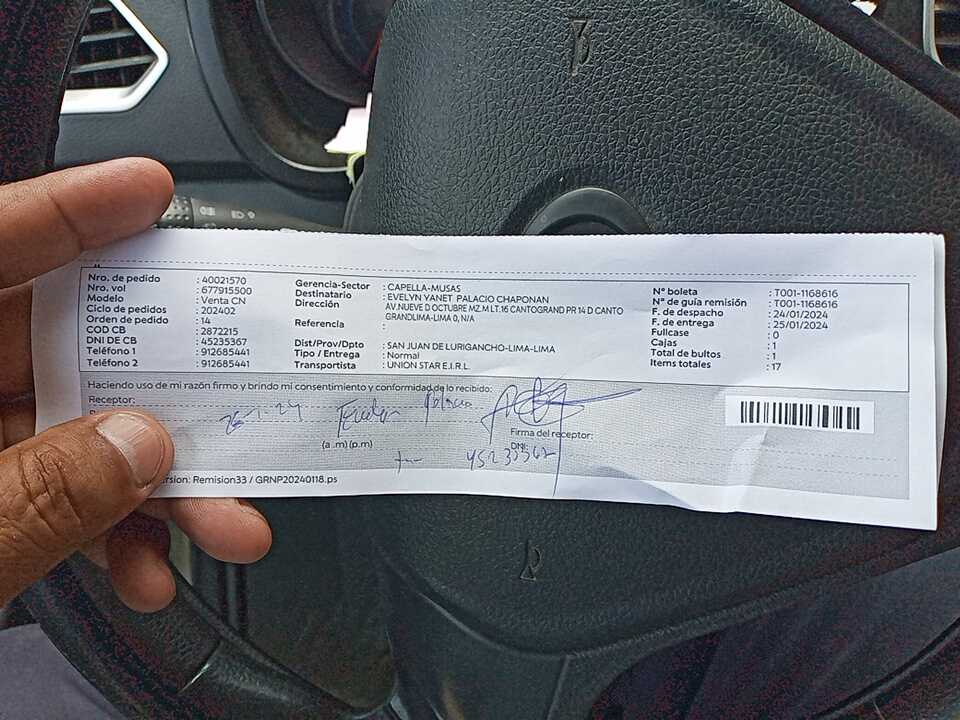 Nro. de pedido : 40021570
Nro. vol : 677915500
Modelo : Venta CN
Ciclo de pedidos : 202402
Orden de pedido : 14
COD CB : 2872215
DNI DE CB : 45235367
Teléfono 1 : 912685441
Teléfono 2 : 912685441
Gerencia-Sector : CAPELLA-MUSAS
Destinatario : EVELYN YANET PALACIO CHAPONAN
Dirección : AV.NUEVE D OCTUBRE MZ.M LT.16 CANTOGRAND PR 14 D CANTO
GRANDLIMA-LIMA 0, N/A
Referencia :
Dist/Prov/Dpto : SAN JUAN DE LURIGANCHO-LIMA-LIMA
Tipo / Entrega : Normal
Transportista : UNION STAR E.I.R.L.
N° boleta : T001-1168616
N° de guía remisión : T001-1168616
F. de despacho : 24/01/2024
F. de entrega : 25/01/2024
Fullcase : 0
Cajas : 1
Total de bultos : 1
Items totales : 17
Haciendo uso de mi razón firmo y brindo mi consentimiento y conformidad de lo recibido:
Receptor:
(a .m) (p.m)
Firma del receptor:
DNI:
ersion: Remision33 / GRNP20240118.ps